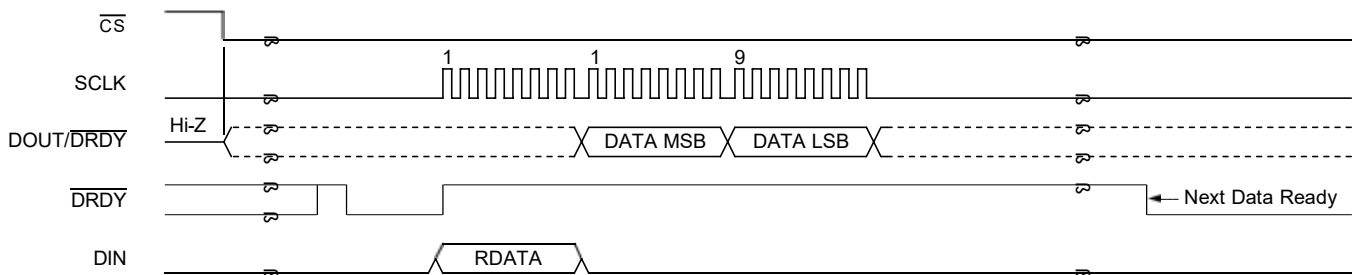 CS
1 1 9
SCLK
Hi-Z
DOUT/DRDY DATA MSB DATA LSB
DRDY Next Data Ready
DIN RDATA